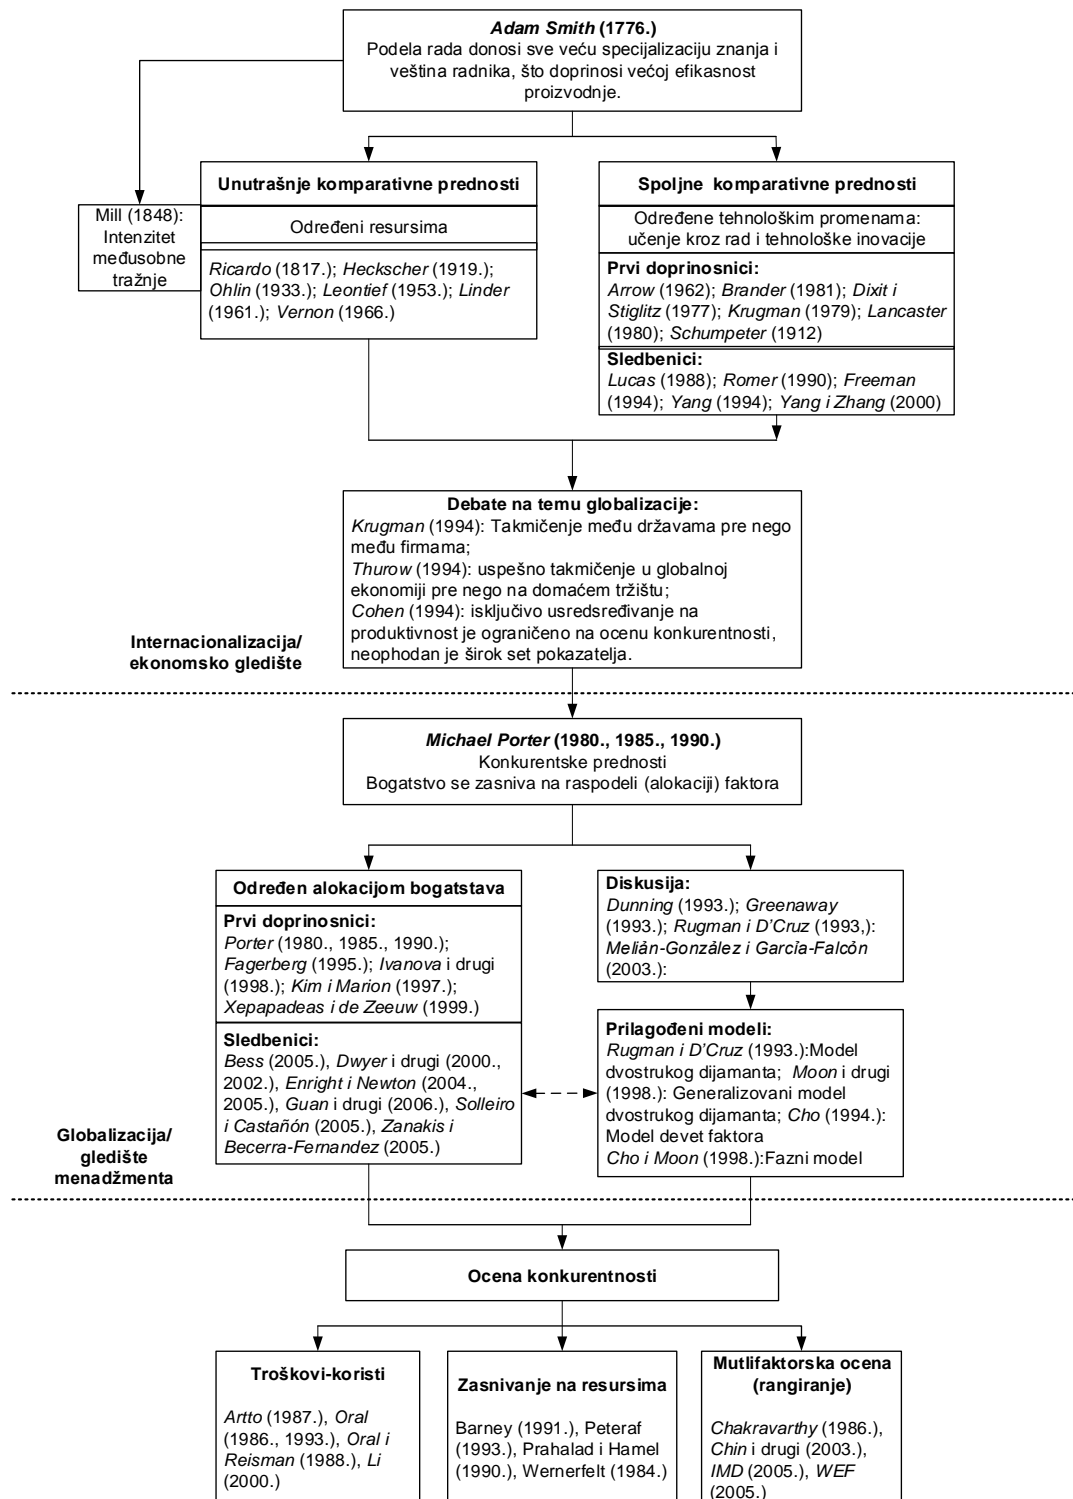 Adam Smith (1776.)
Podela rada donosi sve veću specijalizaciju znanja i
veština radnika, što doprinosi većoj efikasnost
proizvodnje.
Mill (1848):
Intenzitet
međusobne
tražnje
Unutrašnje komparativne prednosti
Određeni resursima
Ricardo (1817.); Heckscher (1919.);
Ohlin (1933.); Leontief (1953.); Linder
(1961.); Vernon (1966.)
Spoljne  komparativne prednosti
Određene tehnološkim promenama:
učenje kroz rad i tehnološke inovacije
Prvi doprinosnici:
Arrow (1962); Brander (1981); Dixit i
Stiglitz (1977); Krugman (1979); Lancaster
(1980); Schumpeter (1912)
Sledbenici:
Lucas (1988); Romer (1990); Freeman
(1994); Yang (1994); Yang i Zhang (2000)
Debate na temu globalizacije:
Krugman (1994): Takmičenje među državama pre nego
među firmama;
Thurow (1994): uspešno takmičenje u globalnoj
ekonomiji pre nego na domaćem tržištu;
Cohen (1994): isključivo usredsređivanje na
produktivnost je ograničeno na ocenu konkurentnosti,
neophodan je širok set pokazatelja.
Internacionalizacija/
ekonomsko gledište
Michael Porter (1980., 1985., 1990.)
Konkurentske prednosti
Bogatstvo se zasniva na raspodeli (alokaciji) faktora
Određen alokacijom bogatstava
Prvi doprinosnici:
Porter (1980., 1985., 1990.);
Fagerberg (1995.); Ivanova i drugi
(1998.); Kim i Marion (1997.);
Xepapadeas i de Zeeuw (1999.)
Sledbenici:
Bess (2005.), Dwyer i drugi (2000.,
2002.), Enright i Newton (2004.,
2005.), Guan i drugi (2006.), Solleiro
i Castañón (2005.), Zanakis i
Becerra-Fernandez (2005.)
Diskusija:
Dunning (1993.); Greenaway
(1993.); Rugman i D'Cruz (1993,):
Meliȧn-Gonzȧlez i Garcίa-Falcȯn
(2003.):
Prilagođeni modeli:
Rugman i D'Cruz (1993.):Model
dvostrukog dijamanta;  Moon i drugi
(1998.): Generalizovani model
dvostrukog dijamanta; Cho (1994.):
Model devet faktora
Cho i Moon (1998.):Fazni model
Globalizacija/
gledište
menadžmenta
Ocena konkurentnosti
Troškovi-koristi
Artto (1987.), Oral
(1986., 1993.), Oral i
Reisman (1988.), Li
(2000.)
Zasnivanje na resursima
Barney (1991.), Peteraf
(1993.), Prahalad i Hamel
(1990.), Wernerfelt (1984.)
Mutlifaktorska ocena
(rangiranje)
Chakravarthy (1986.),
Chin i drugi (2003.),
IMD (2005.), WEF
(2005.)